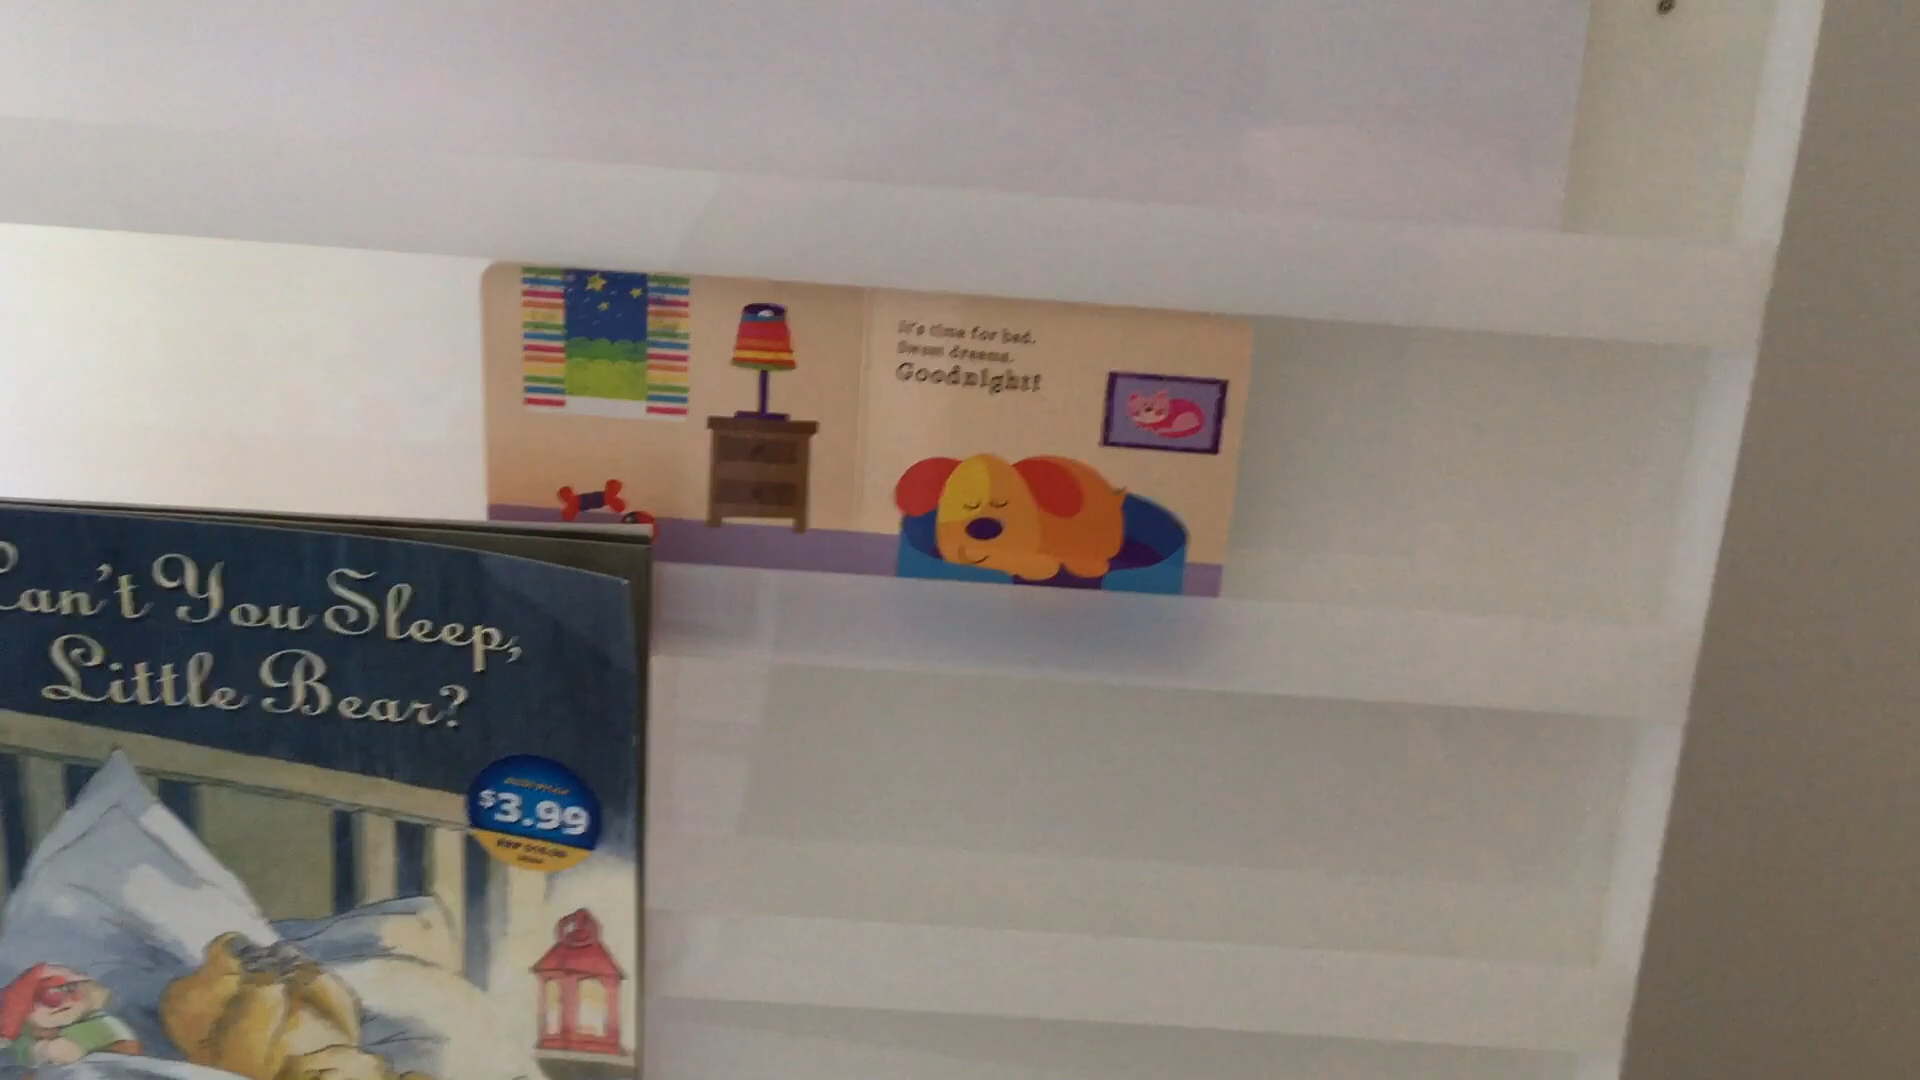 It's time for bed.
Sweet dreams.
Goodnight!
Can't You Sleep,
Little Bear?
$3.99